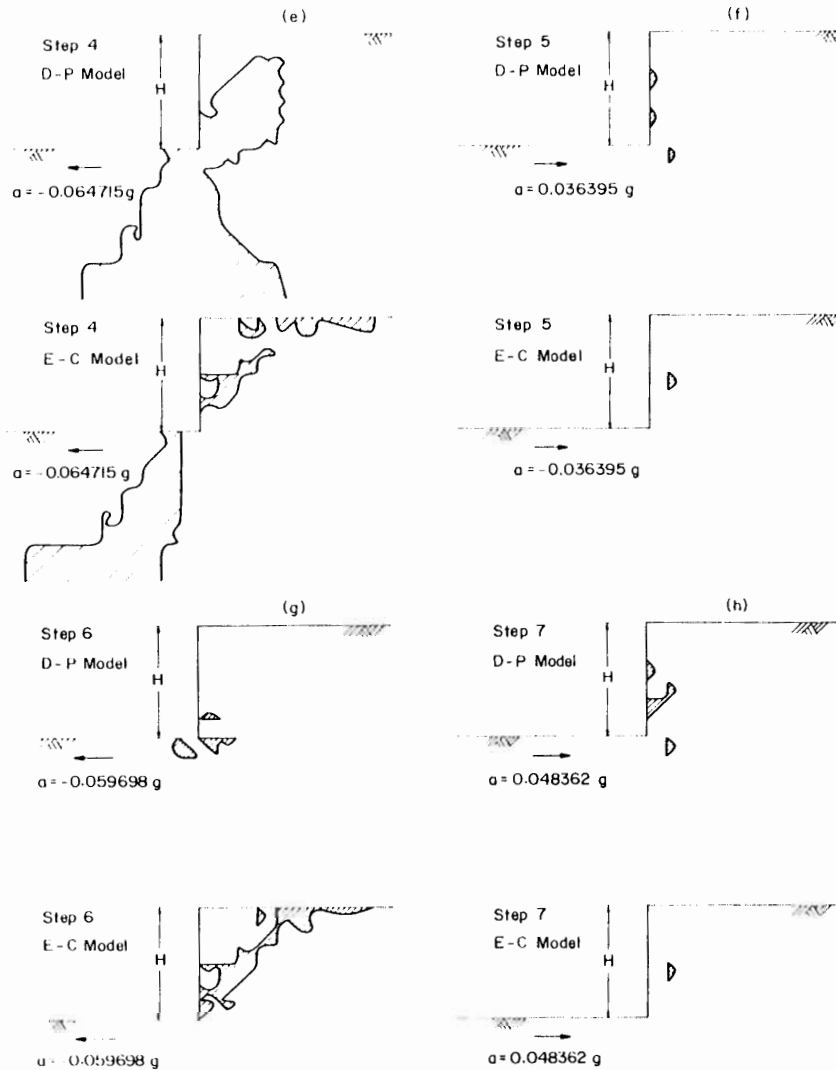 (e)
Step 4
D-P Model
H
a = -0.064715g
(f)
Step 5
D-P Model
H
a = 0.036395 g
Step 4
E-C Model
H
a = -0.064715 g
Step 5
E-C Model
H
a = -0.036395 g
(g)
Step 6
D-P Model
H
a = -0.059698 g
(h)
Step 7
D-P Model
H
a = 0.048362 g
Step 6
E-C Model
H
a = -0.059698 g
Step 7
E-C Model
H
a = 0.048362 g